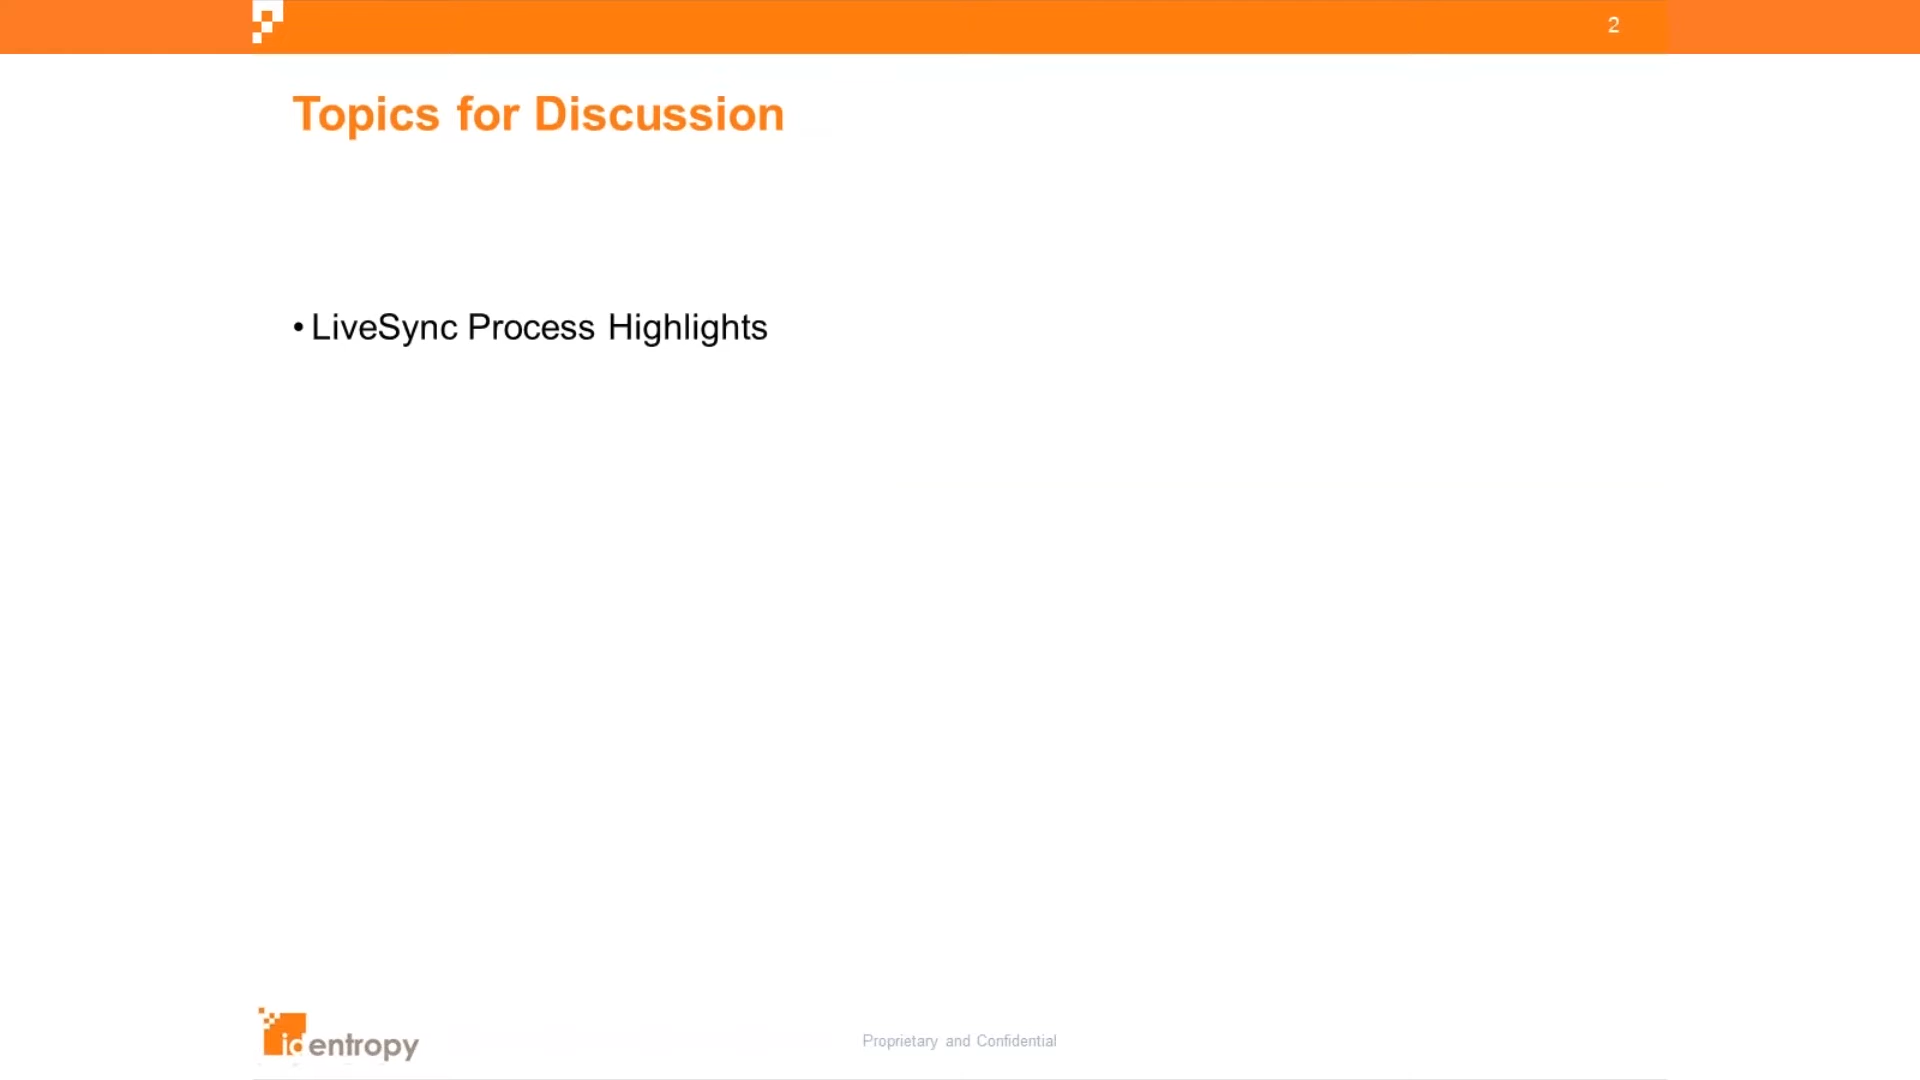 2
Topics for Discussion
• LiveSync Process Highlights
identropy
Proprietary and Confidential